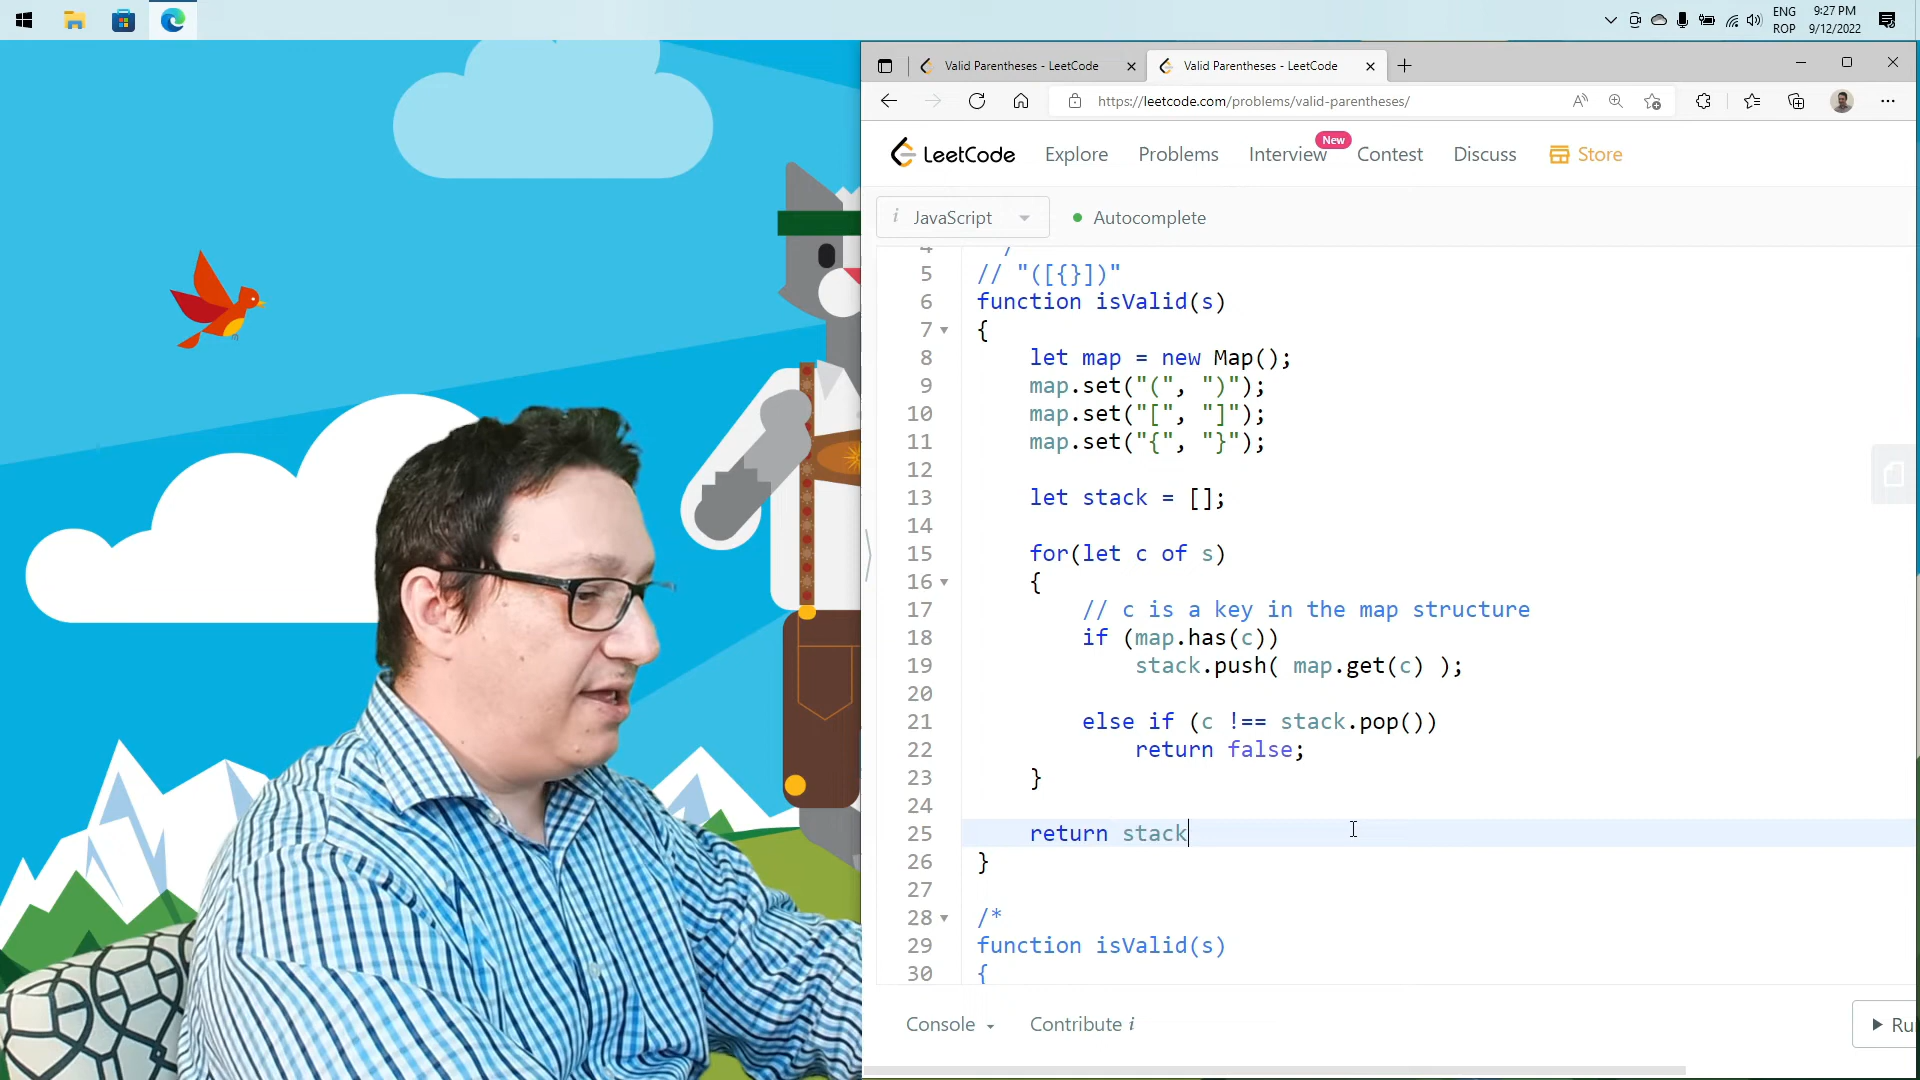 ENG
ROP
9:27 PM
9/12/2022
Valid Parentheses - LeetCode
Valid Parentheses - LeetCode
https://leetcode.com/problems/valid-parentheses/
LeetCode
Explore
Problems
Interview
New
Contest
Discuss
Store
i JavaScript
Autocomplete
4
5 // "([{}])"
6 function isValid(s)
7 {
8 let map = new Map();
9 map.set("(", ")");
10 map.set("[", "]");
11 map.set("{", "}");
12
13 let stack = [];
14
15 for(let c of s)
16 {
17 // c is a key in the map structure
18 if (map.has(c))
19 stack.push( map.get(c) );
20
21 else if (c !== stack.pop())
22 return false;
23 }
24
25 return stack
26 }
27
28 /*
29 function isValid(s)
30 {
Console
Contribute i
Ru